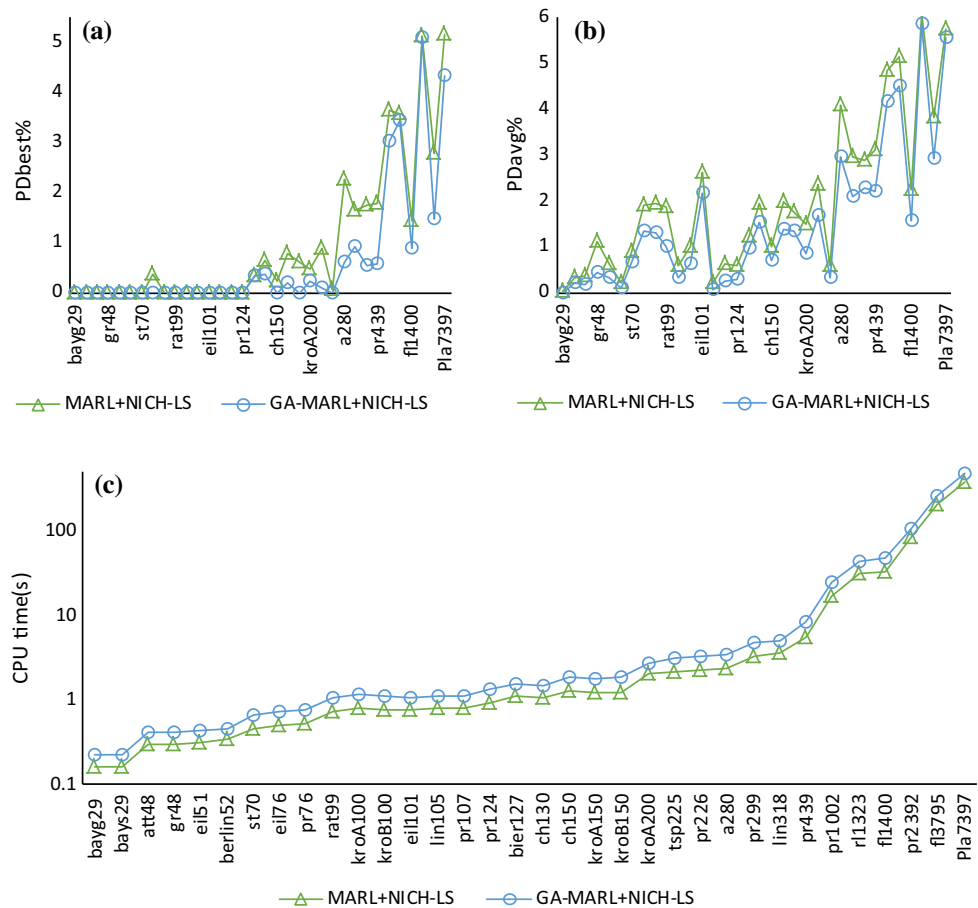 (a)
PDbest%
5
4
3
2
1
0
bayg29
gr48
st70
rat99
eil101
pr124
ch150
kroA200
a280
pr439
fl1400
Pla7397
MARL+NICH-LS GA-MARL+NICH-LS
(b)
PDavg%
6
5
4
3
2
1
0
bayg29
gr48
st70
rat99
eil101
pr124
ch150
kroA200
a280
pr439
fl1400
Pla7397
MARL+NICH-LS GA-MARL+NICH-LS
(c)
CPU time(s)
100
10
1
0.1
bayg29
bays29
att48
gr48
eil51
berlin52
st70
eil76
pr76
rat99
kroA100
kroB100
eil101
lin105
pr107
pr124
bier127
ch130
ch150
kroA150
kroB150
kroA200
tsp225
pr226
a280
pr299
lin318
pr439
pr1002
rl1323
fl1400
pr2392
fl3795
Pla7397
MARL+NICH-LS GA-MARL+NICH-LS